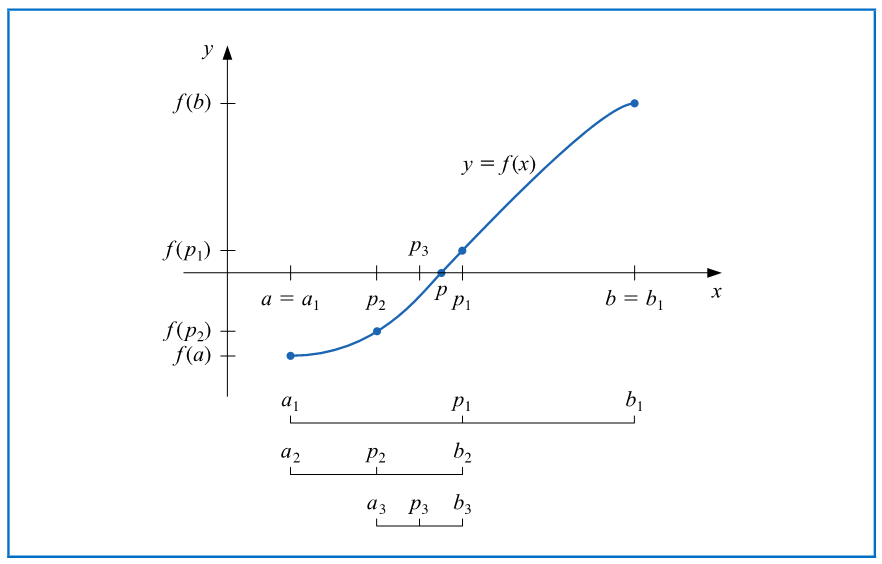 y
f(b)
y = f(x)
f(p₁)
p₃
a = a₁ p₂ p p₁ b = b₁ x
f(p₂)
f(a)
a₁ p₁ b₁
a₂ p₂ b₂
a₃ p₃ b₃